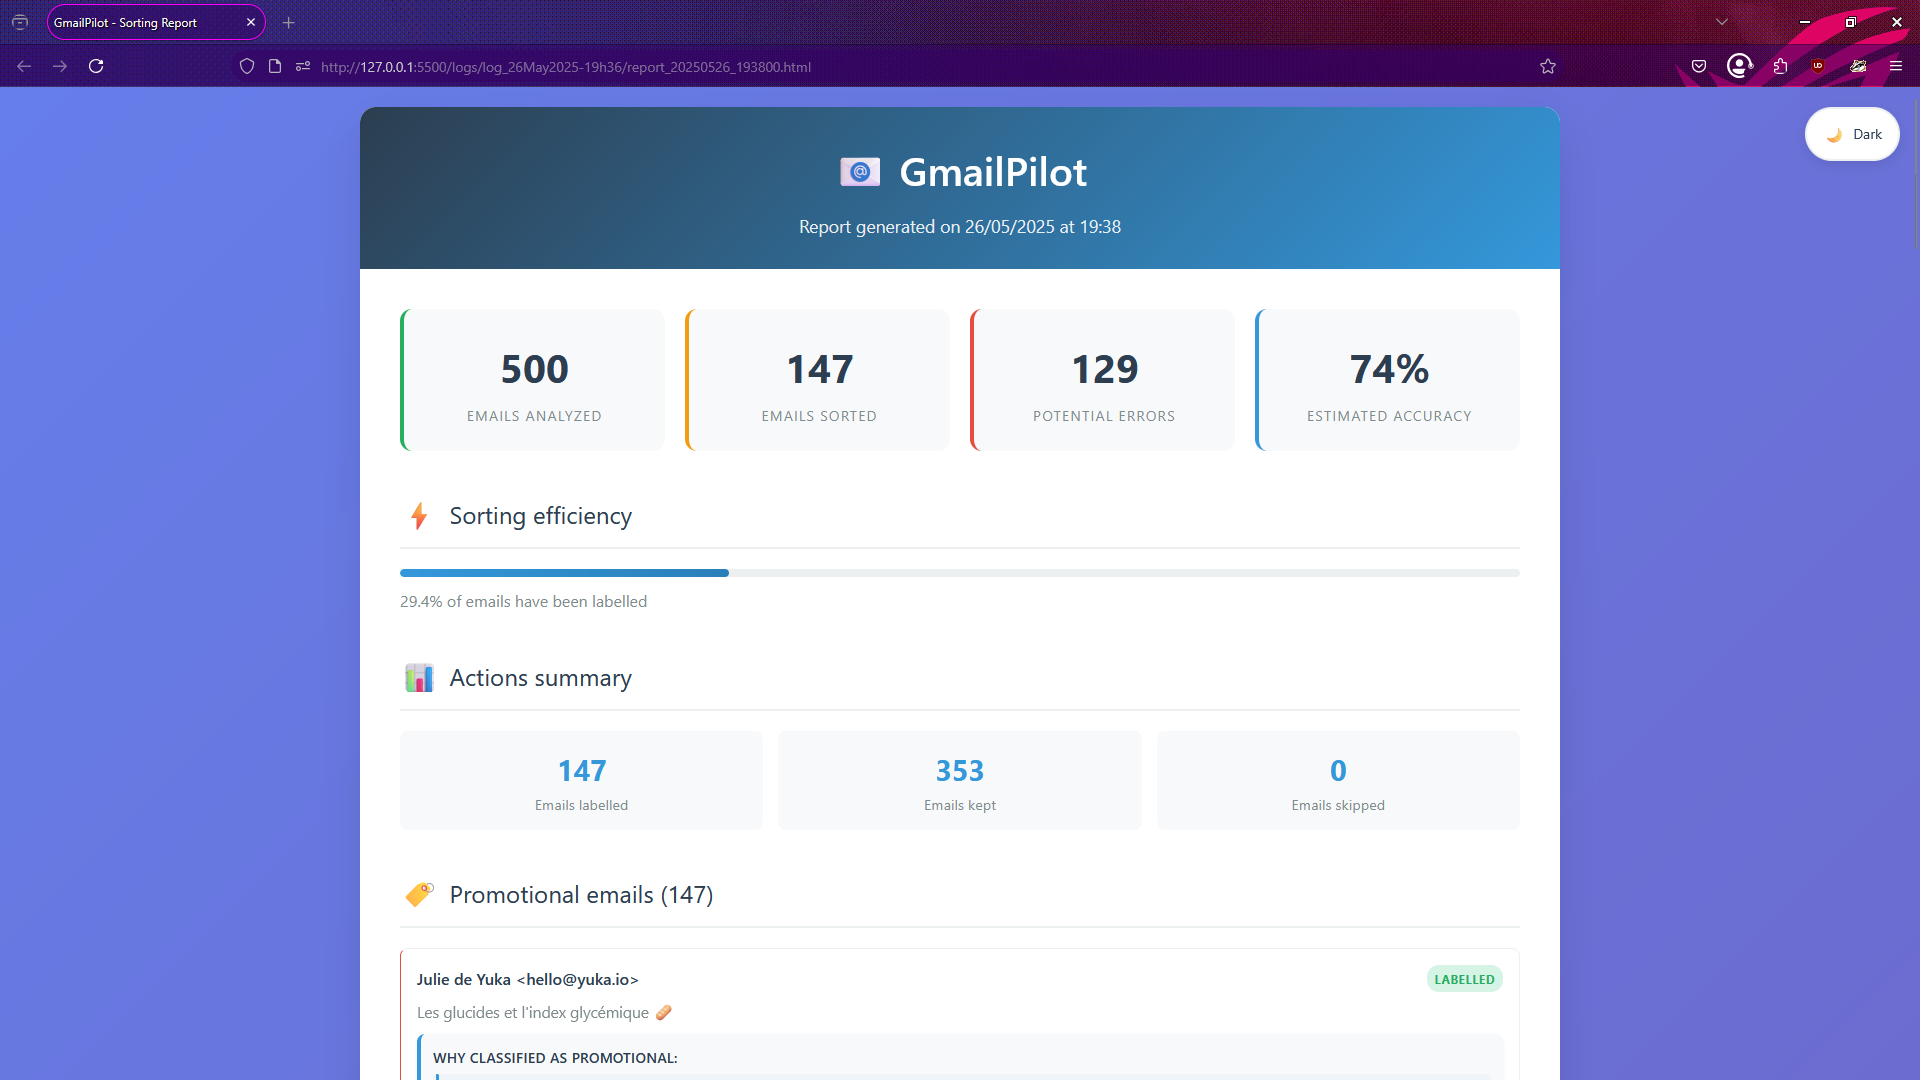 GmailPilot - Sorting Report
http://127.0.0.1:5500/logs/log_26May2025-19h36/report_20250526_193800.html
Dark
GmailPilot
Report generated on 26/05/2025 at 19:38
500
EMAILS ANALYZED
147
EMAILS SORTED
129
POTENTIAL ERRORS
74%
ESTIMATED ACCURACY
Sorting efficiency
29.4% of emails have been labelled
Actions summary
147
Emails labelled
353
Emails kept
0
Emails skipped
Promotional emails (147)
Julie de Yuka <hello@yuka.io>
LABELLED
Les glucides et l'index glycémique 🥖
WHY CLASSIFIED AS PROMOTIONAL: